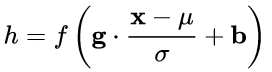 h = f ( g · (x − μ) / σ + b )